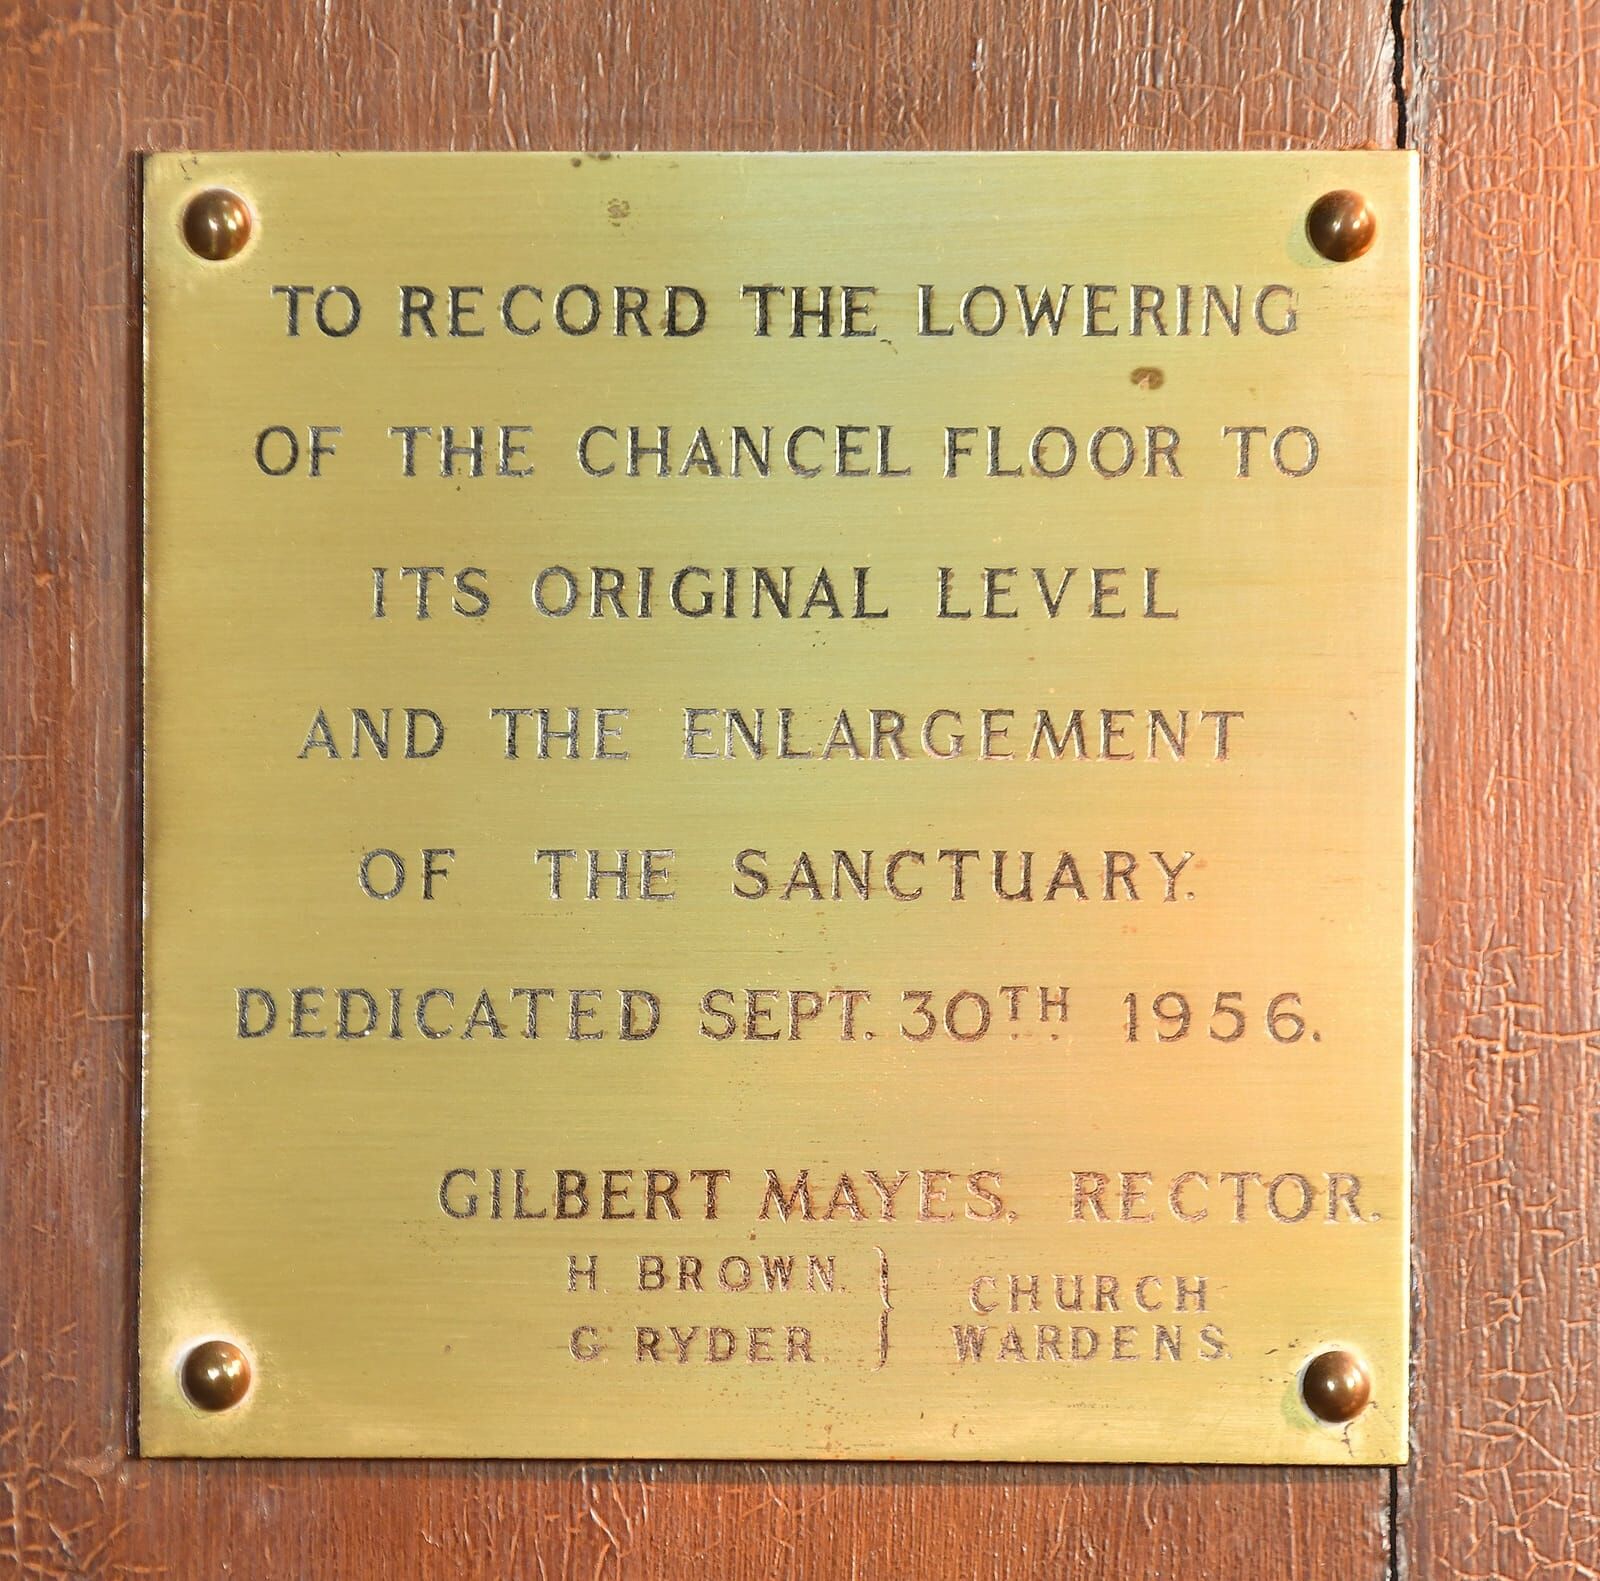 TO RECORD THE LOWERING
OF THE CHANCEL FLOOR TO
ITS ORIGINAL LEVEL
AND THE ENLARGEMENT
OF THE SANCTUARY.
DEDICATED SEPT. 30TH 1956.
GILBERT MAYES. RECTOR.
H. BROWN. } CHURCH
G RYDER. } WARDENS.